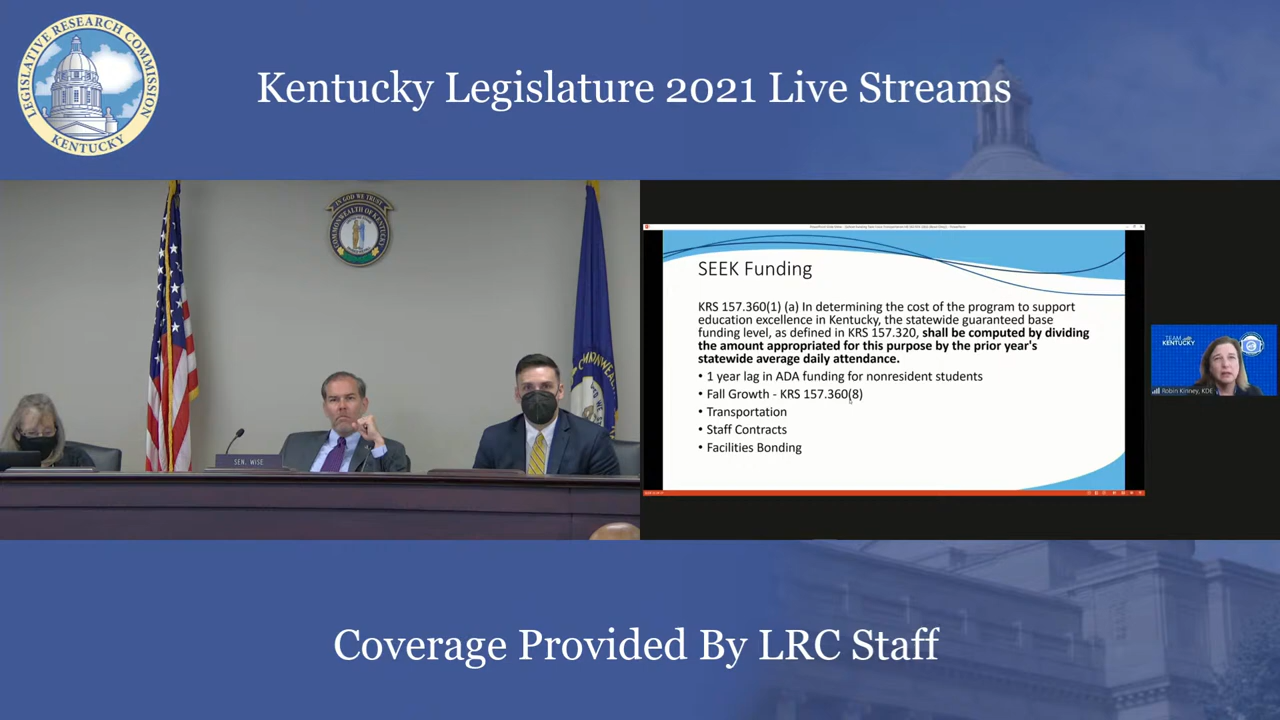 LEGISLATIVE RESEARCH COMMISSION
KENTUCKY
Kentucky Legislature 2021 Live Streams
IN GOD WE TRUST
COMMONWEALTH OF KENTUCKY
SEN. WISE
SEEK Funding
KRS 157.360(1) (a) In determining the cost of the program to support
education excellence in Kentucky, the statewide guaranteed base
funding level, as defined in KRS 157.320, shall be computed by dividing
the amount appropriated for this purpose by the prior year's
statewide average daily attendance.
• 1 year lag in ADA funding for nonresident students
• Fall Growth - KRS 157.360(8)
• Transportation
• Staff Contracts
• Facilities Bonding
TEAM
KENTUCKY
Robin Kinney, KDE
Coverage Provided By LRC Staff